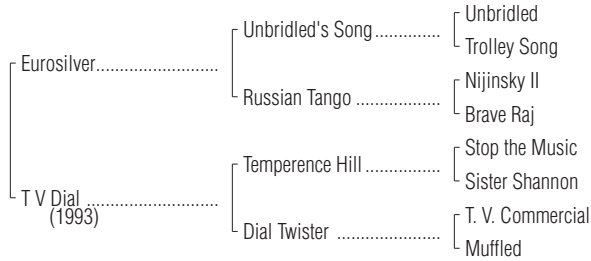 Unbridled
Unbridled's Song..............
Trolley Song
Eurosilver..........................
Nijinsky II
Russian Tango ..................
Brave Raj
Stop the Music
Temperence Hill ................
Sister Shannon
T V Dial ............................
(1993)
T. V. Commercial
Dial Twister ......................
Muffled